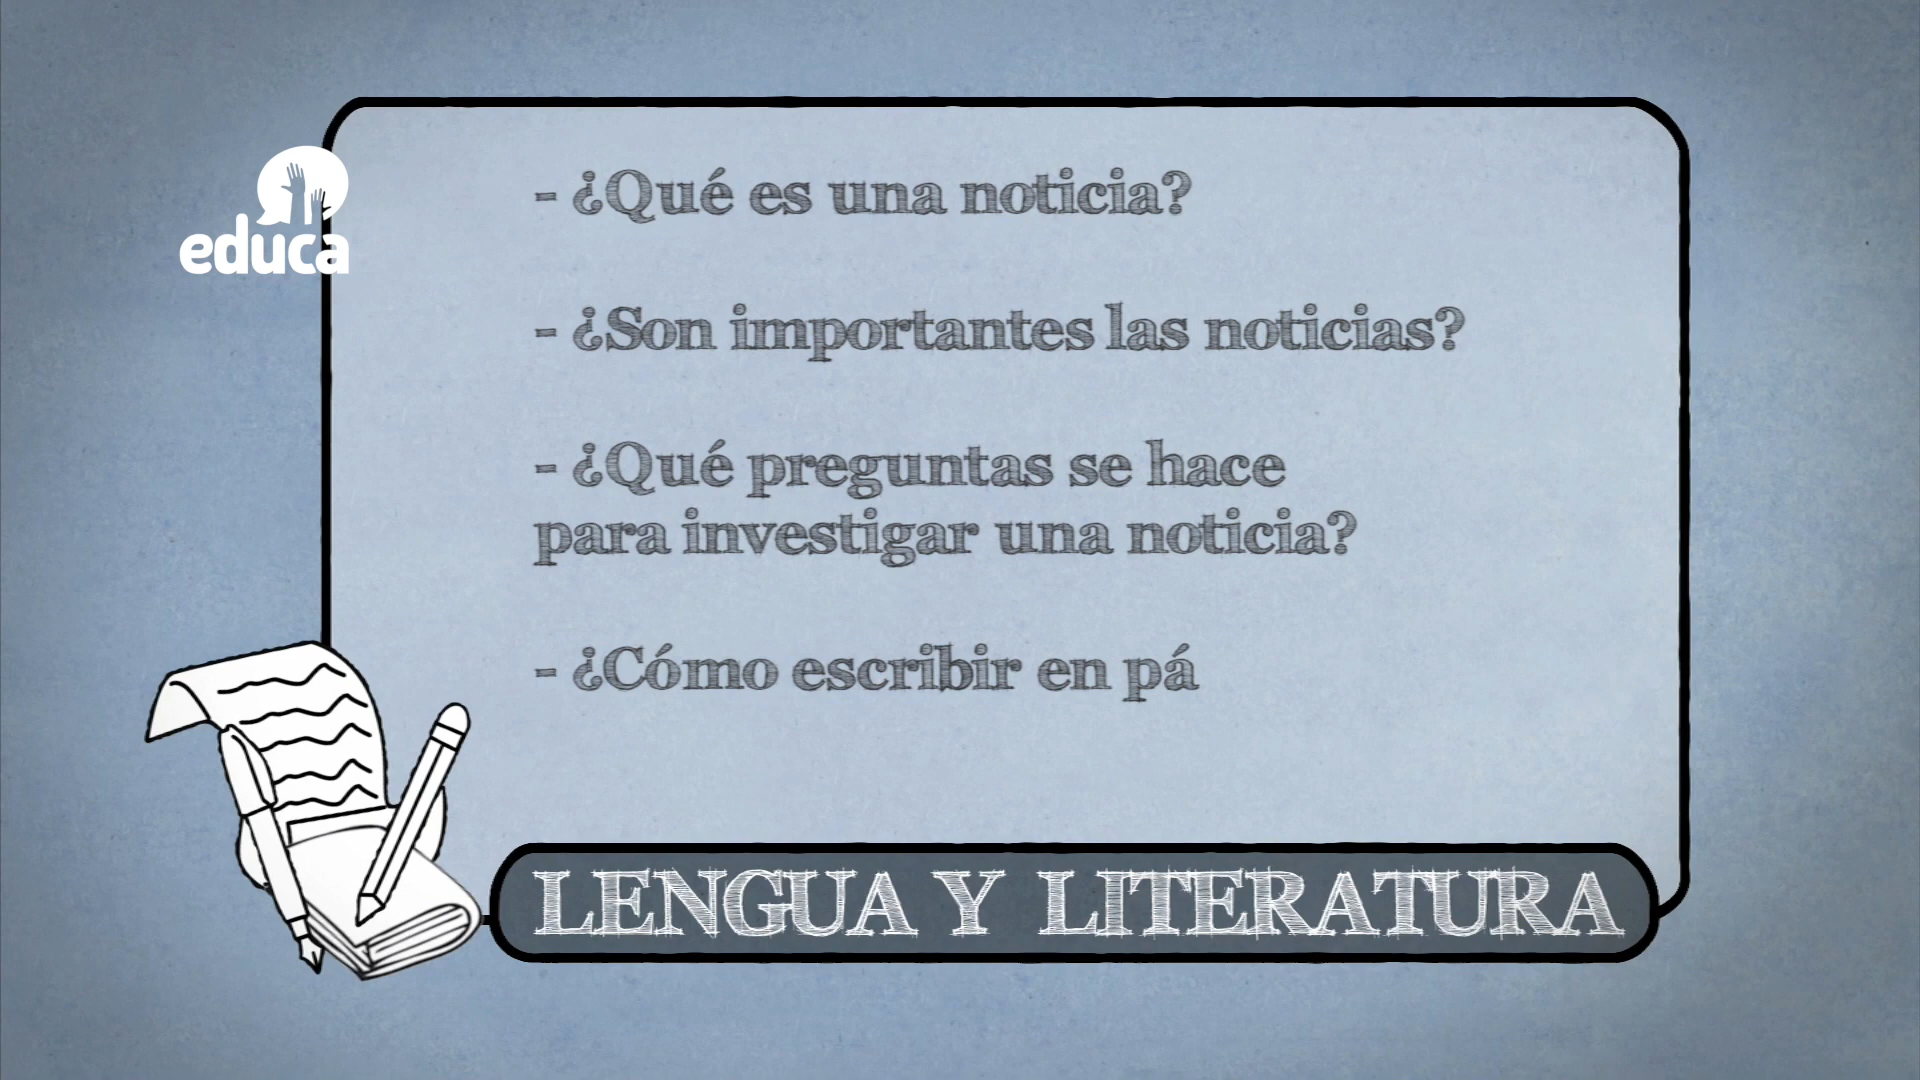 educa
- ¿Qué es una noticia?
- ¿Son importantes las noticias?
- ¿Qué preguntas se hace
para investigar una noticia?
- ¿Cómo escribir en pá
LENGUA Y LITERATURA